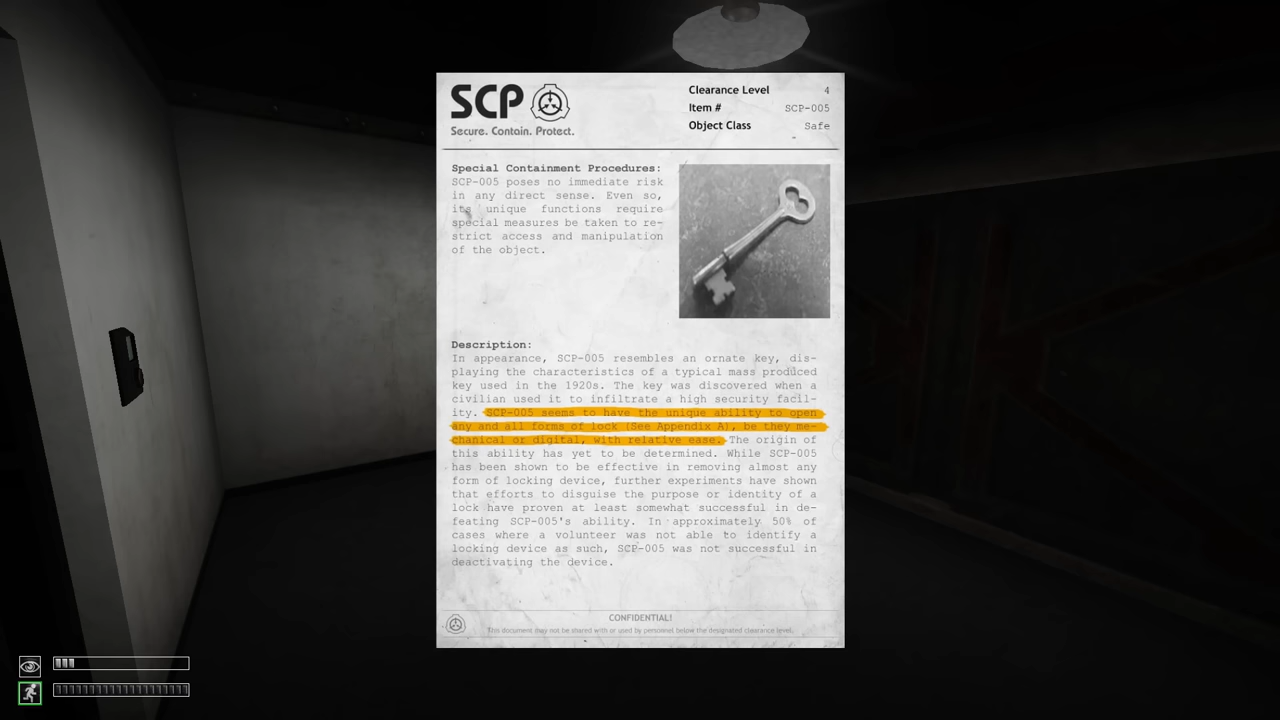 SCP
Secure. Contain. Protect.
Clearance Level 4
Item # SCP-005
Object Class Safe
Special Containment Procedures:
SCP-005 poses no immediate risk
in any direct sense. Even so,
its unique functions require
special measures be taken to re-
strict access and manipulation
of the object.
Description:
In appearance, SCP-005 resembles an ornate key, dis-
playing the characteristics of a typical mass produced
key used in the 1920s. The key was discovered when a
civilian used it to infiltrate a high security facil-
ity. SCP-005 seems to have the unique ability to open
any and all forms of lock (See Appendix A), be they me-
chanical or digital, with relative ease. The origin of
this ability has yet to be determined. While SCP-005
has been shown to be effective in removing almost any
form of locking device, further experiments have shown
that efforts to disguise the purpose or identity of a
lock have proven at least somewhat successful in de-
feating SCP-005's ability. In approximately 50% of
cases where a volunteer was not able to identify a
locking device as such, SCP-005 was not successful in
deactivating the device.
CONFIDENTIAL!
This document may not be shared with or used by personnel below the designated clearance level.